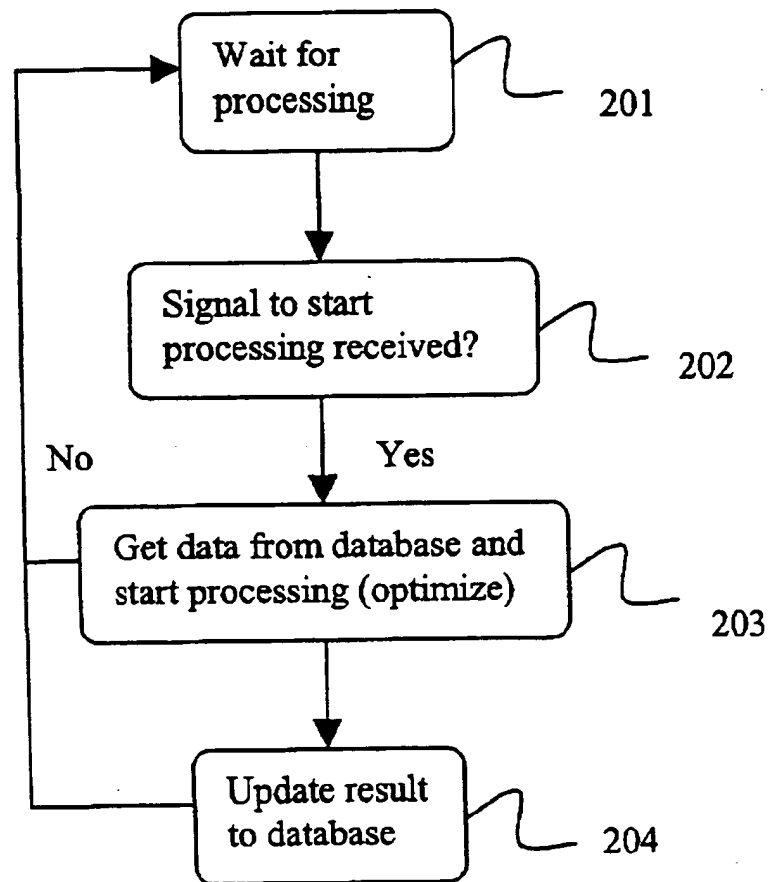 Wait for
processing
201
Signal to start
processing received?
202
No
Yes
Get data from database and
start processing (optimize)
203
Update result
to database
204